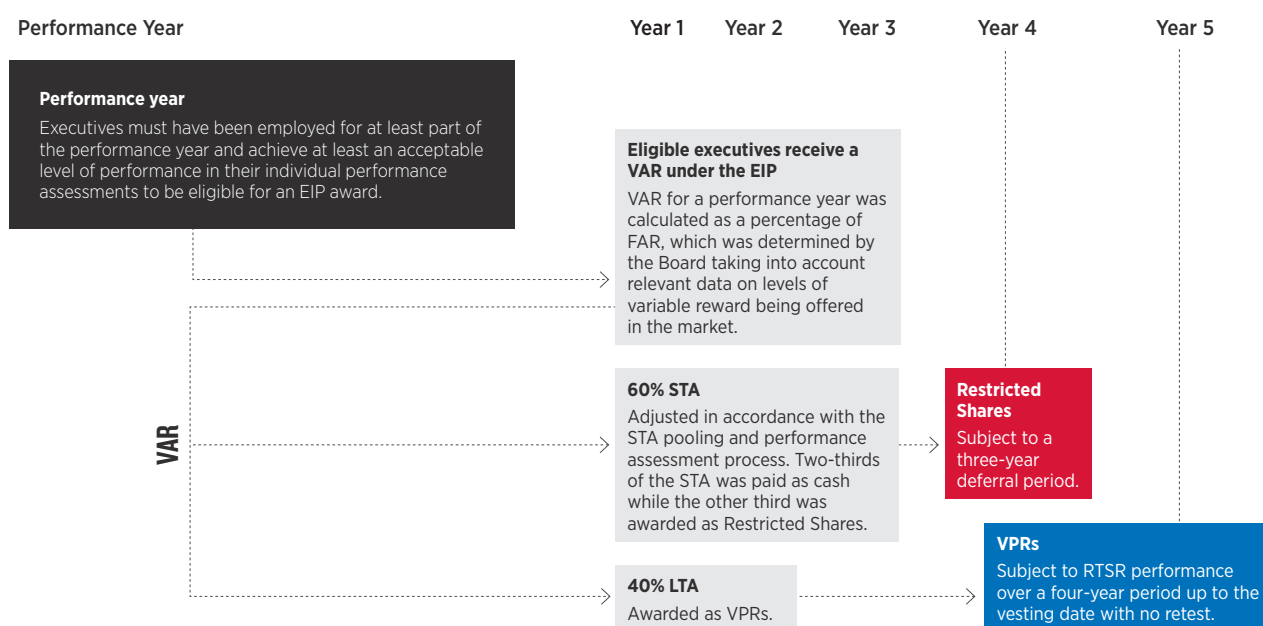 Performance Year
Year 1
Year 2
Year 3
Year 4
Year 5
Performance year
Executives must have been employed for at least part of
the performance year and achieve at least an acceptable
level of performance in their individual performance
assessments to be eligible for an EIP award.
Eligible executives receive a
VAR under the EIP
VAR for a performance year was
calculated as a percentage of
FAR, which was determined by
the Board taking into account
relevant data on levels of
variable reward being offered
in the market.
VAR
60% STA
Adjusted in accordance with the
STA pooling and performance
assessment process. Two-thirds
of the STA was paid as cash
while the other third was
awarded as Restricted Shares.
Restricted
Shares
Subject to a
three-year
deferral period.
40% LTA
Awarded as VPRs.
VPRs
Subject to RTSR performance
over a four-year period up to the
vesting date with no retest.